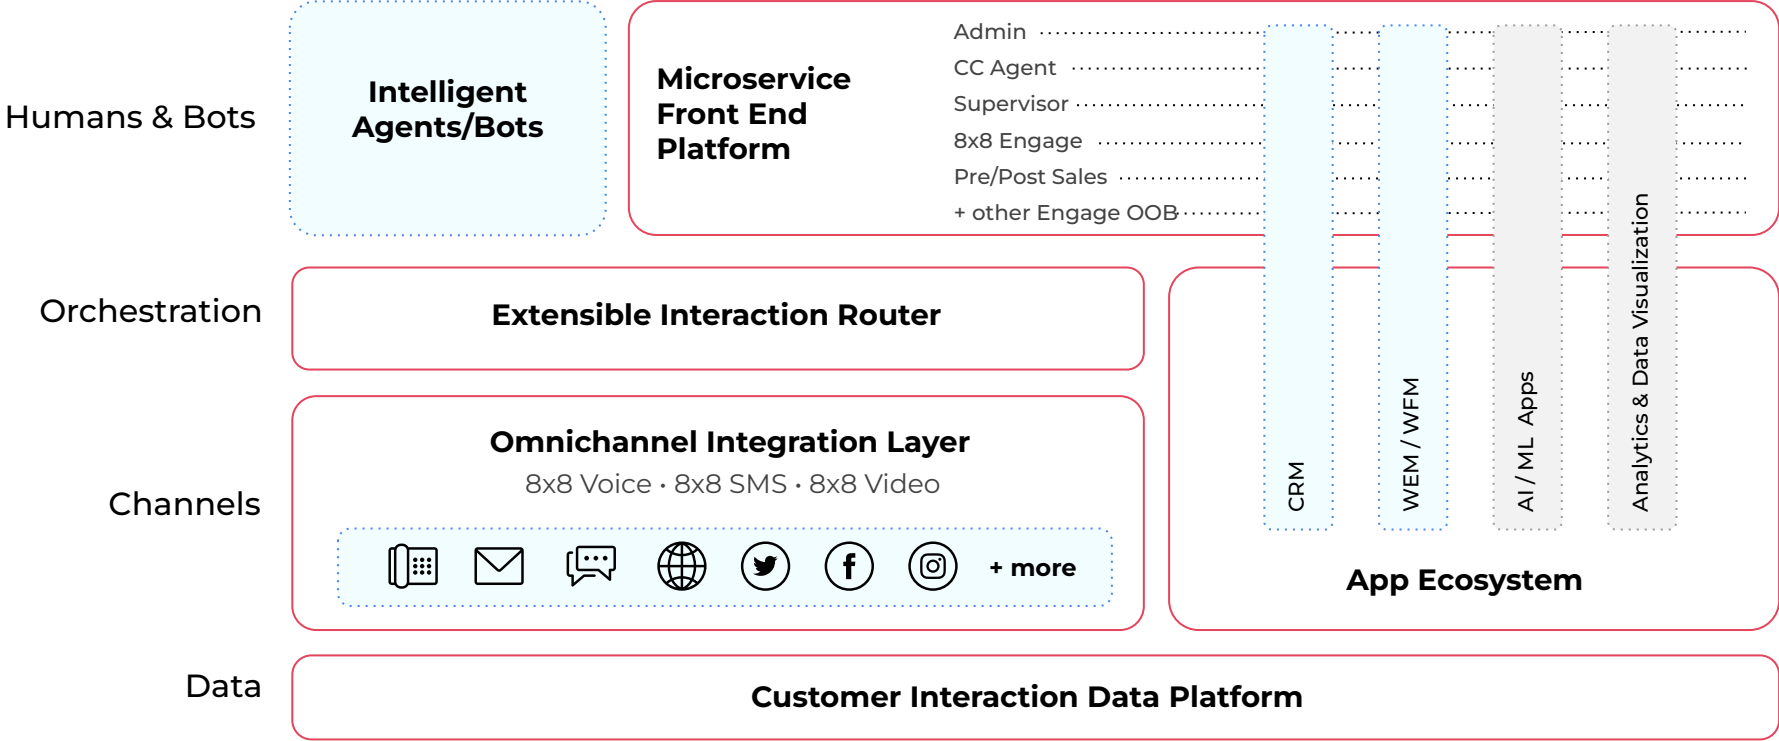 Humans & Bots
Intelligent
Agents/Bots
Microservice
Front End
Platform
Admin
CC Agent
Supervisor
8x8 Engage
Pre/Post Sales
+ other Engage OOB
Orchestration
Extensible Interaction Router
Channels
Omnichannel Integration Layer
8x8 Voice • 8x8 SMS • 8x8 Video
+ more
CRM
WEM / WFM
AI / ML Apps
Analytics & Data Visualization
App Ecosystem
Data
Customer Interaction Data Platform